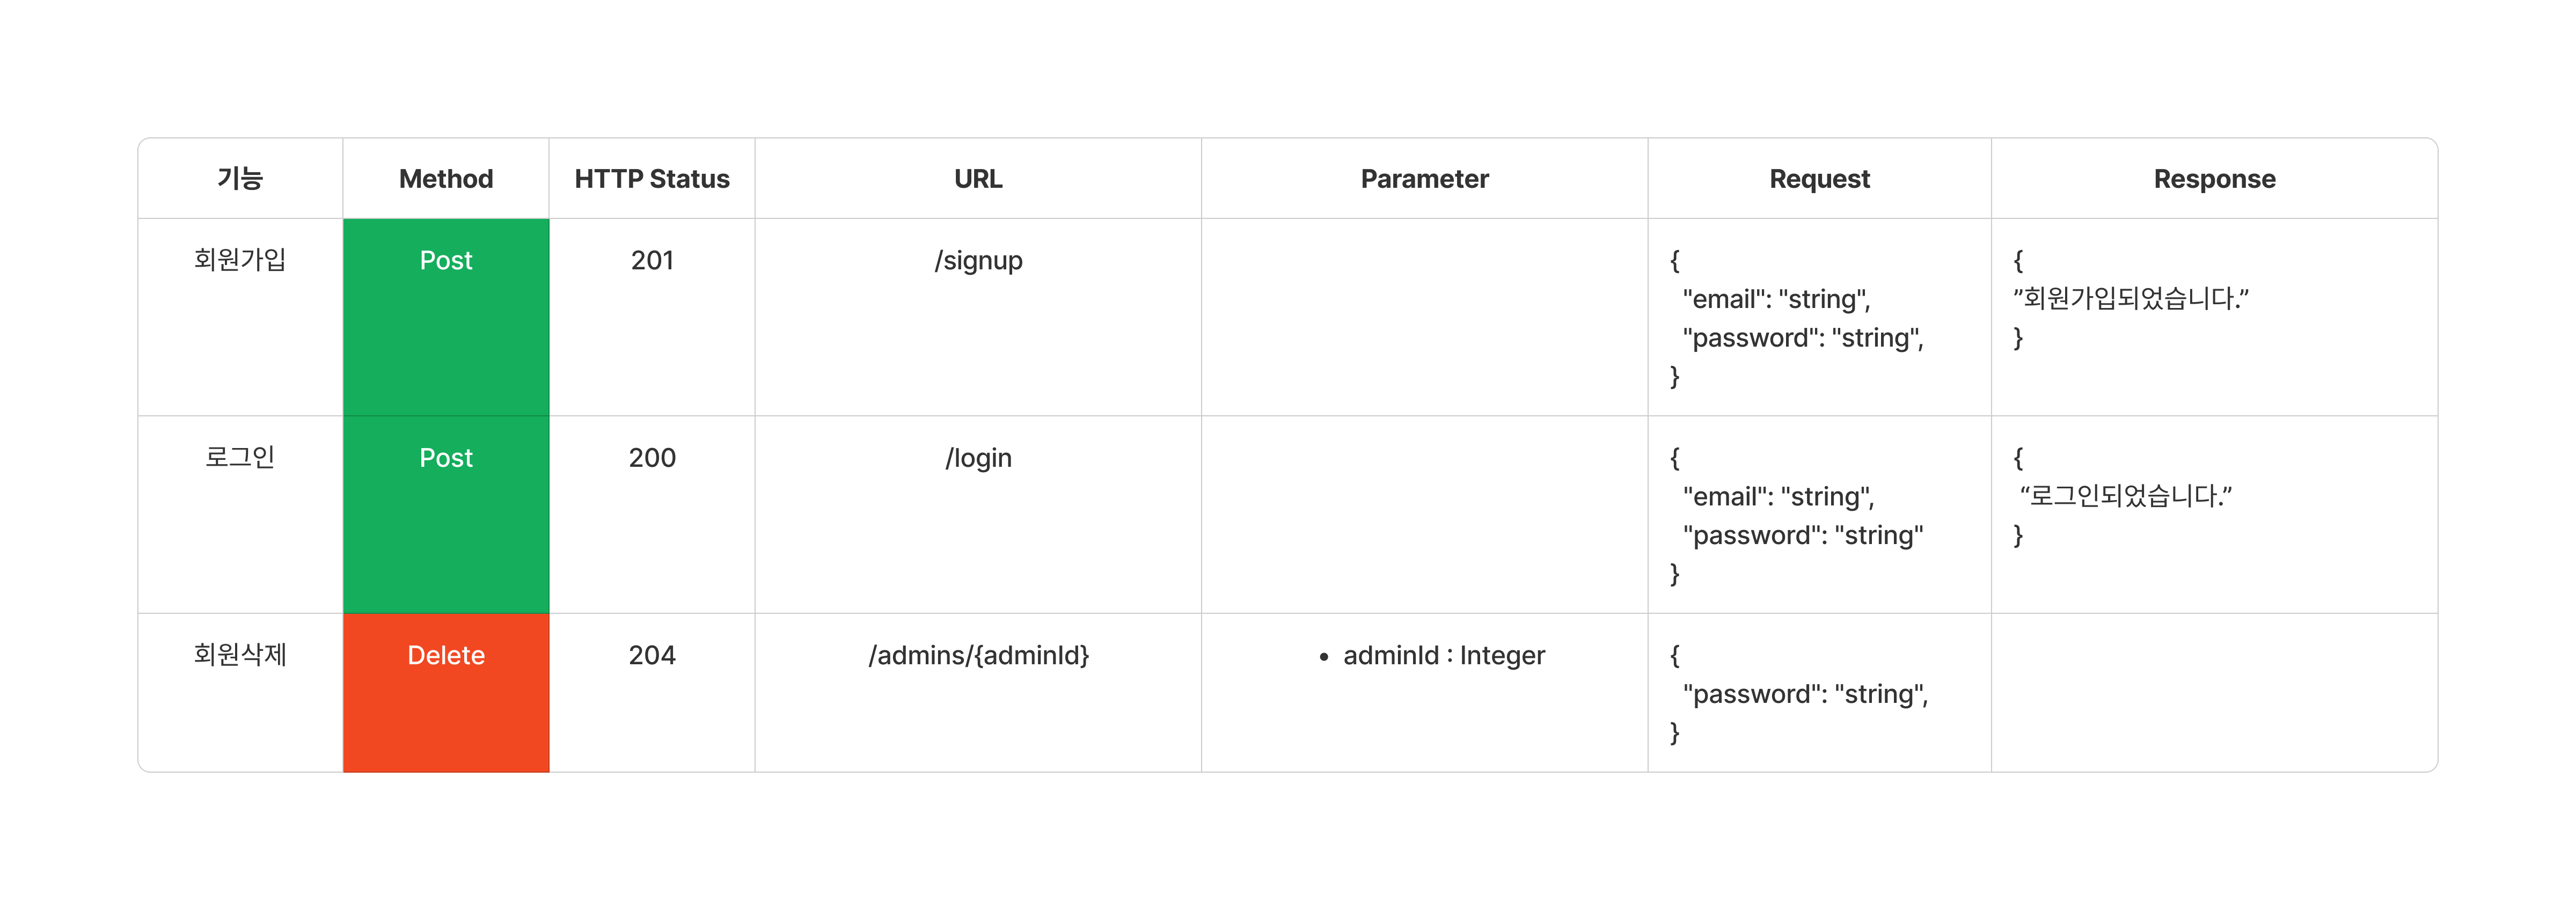 기능 Method HTTP Status URL Parameter Request Response
회원가입 Post 201 /signup { {
"email": "string", ”회원가입되었습니다.”
"password": "string", }
}
로그인 Post 200 /login { {
"email": "string", “로그인되었습니다.”
"password": "string" }
}
회원삭제 Delete 204 /admins/{adminId} • adminId : Integer {
"password": "string",
}